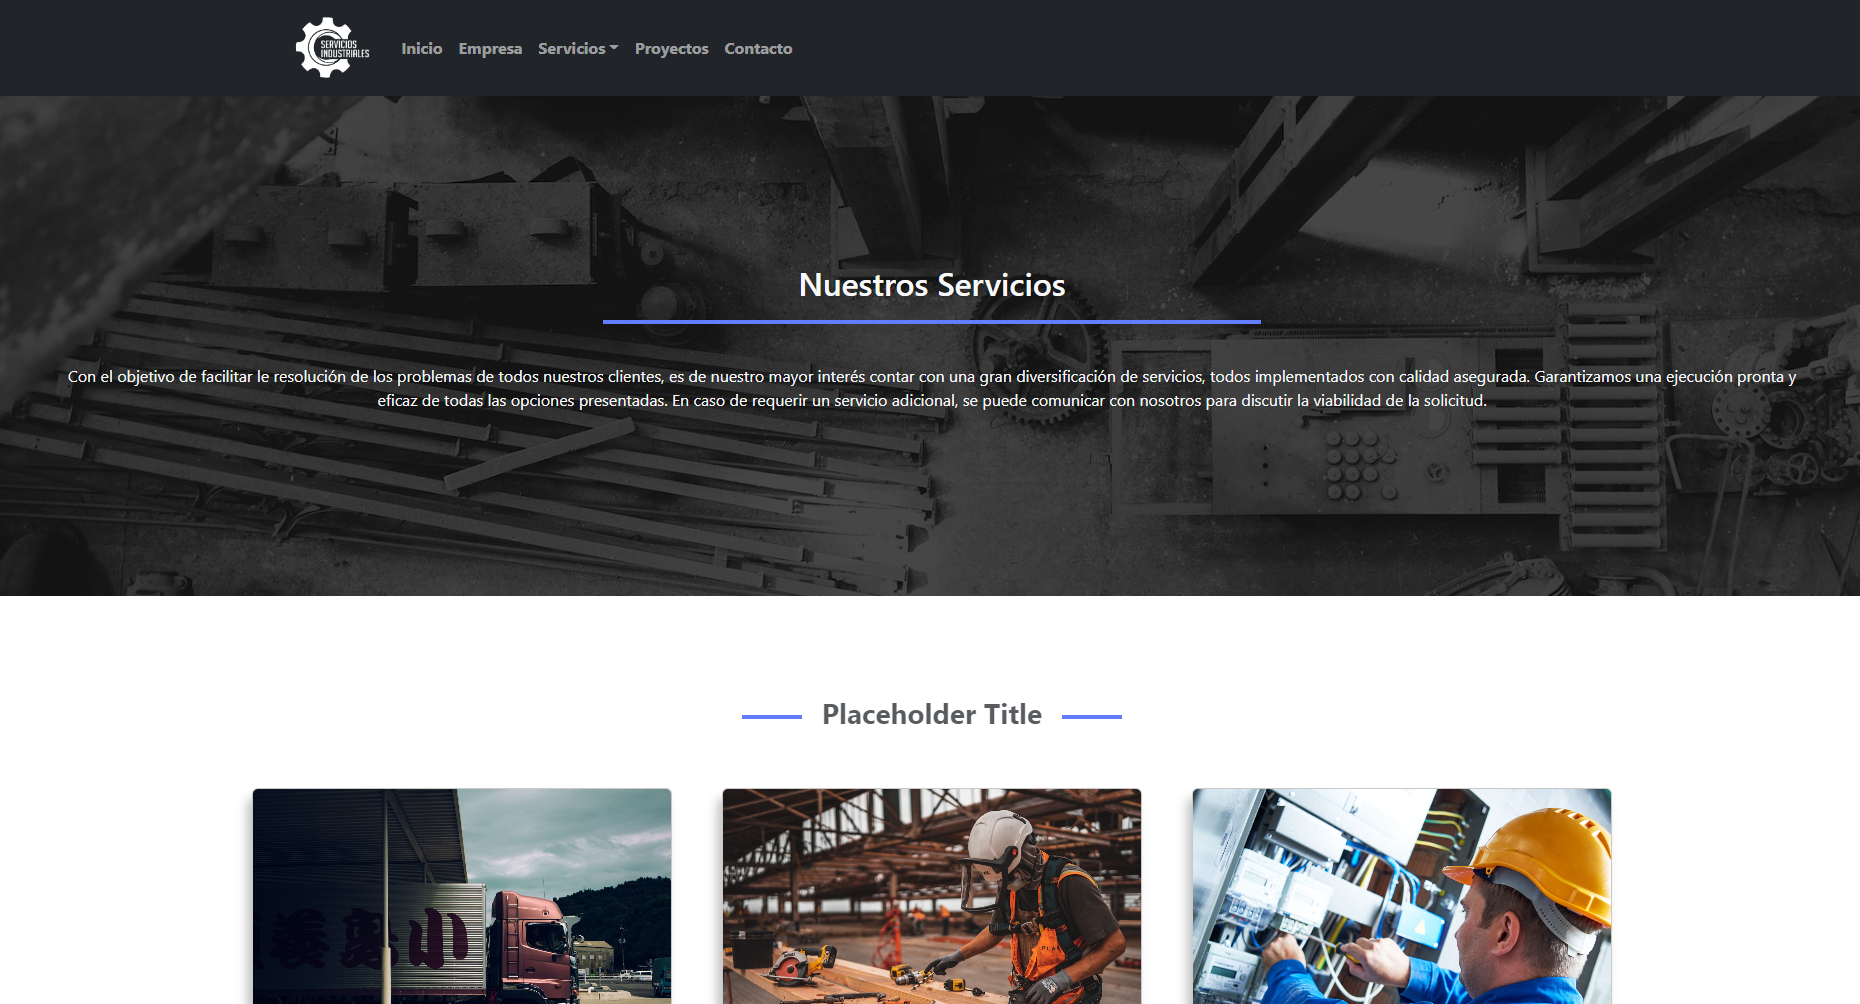 SERVICIOS
INDUSTRIALES
Inicio Empresa Servicios Proyectos Contacto
Nuestros Servicios
Con el objetivo de facilitar le resolución de los problemas de todos nuestros clientes, es de nuestro mayor interés contar con una gran diversificación de servicios, todos implementados con calidad asegurada. Garantizamos una ejecución pronta y
eficaz de todas las opciones presentadas. En caso de requerir un servicio adicional, se puede comunicar con nosotros para discutir la viabilidad de la solicitud.
Placeholder Title